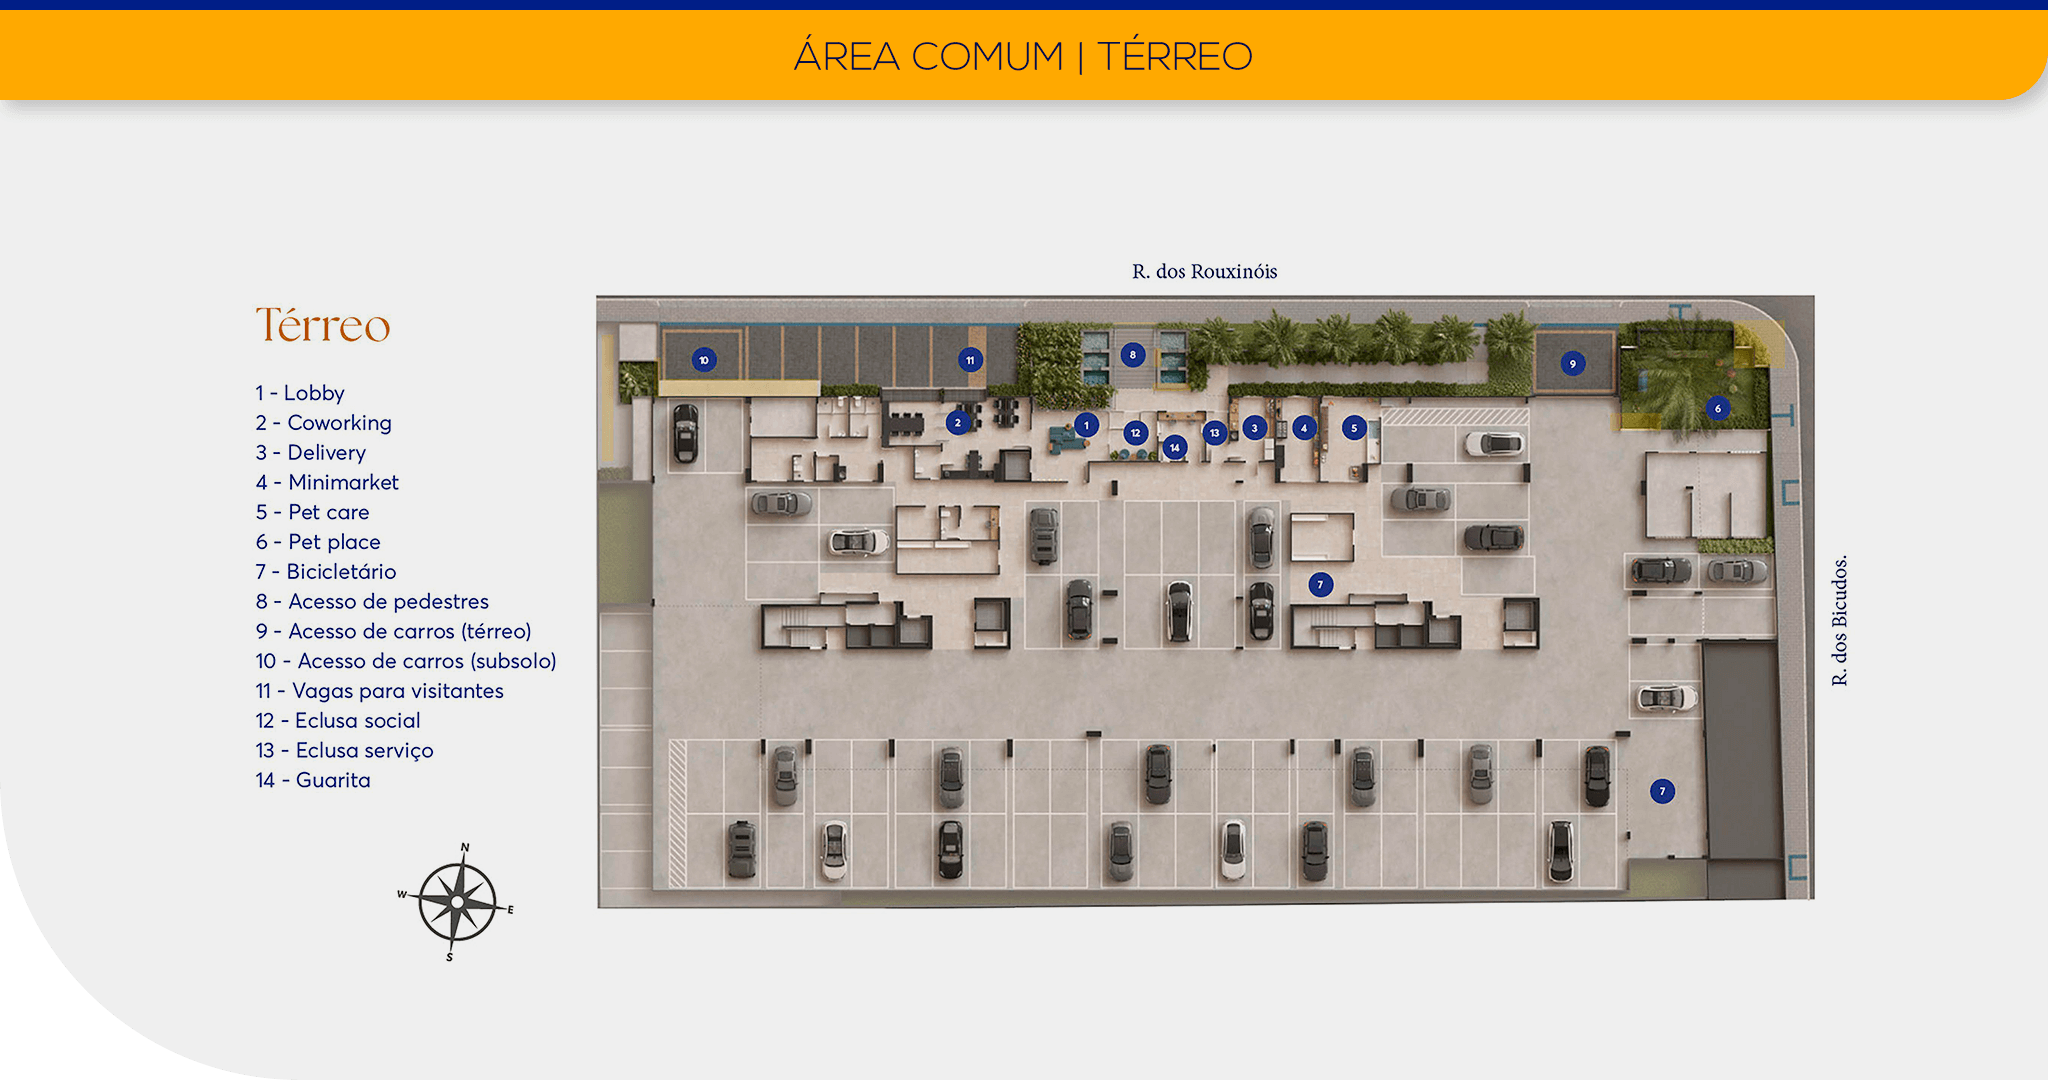 ÁREA COMUM | TÉRREO
R. dos Rouxinóis
Térreo
1 - Lobby
2 - Coworking
3 - Delivery
4 - Minimarket
5 - Pet care
6 - Pet place
7 - Bicicletário
8 - Acesso de pedestres
9 - Acesso de carros (térreo)
10 - Acesso de carros (subsolo)
11 - Vagas para visitantes
12 - Eclusa social
13 - Eclusa serviço
14 - Guarita
10
11
8
9
6
2
1
12
14
13
3
4
5
7
7
R. dos Bicudos.
N
W
E
S